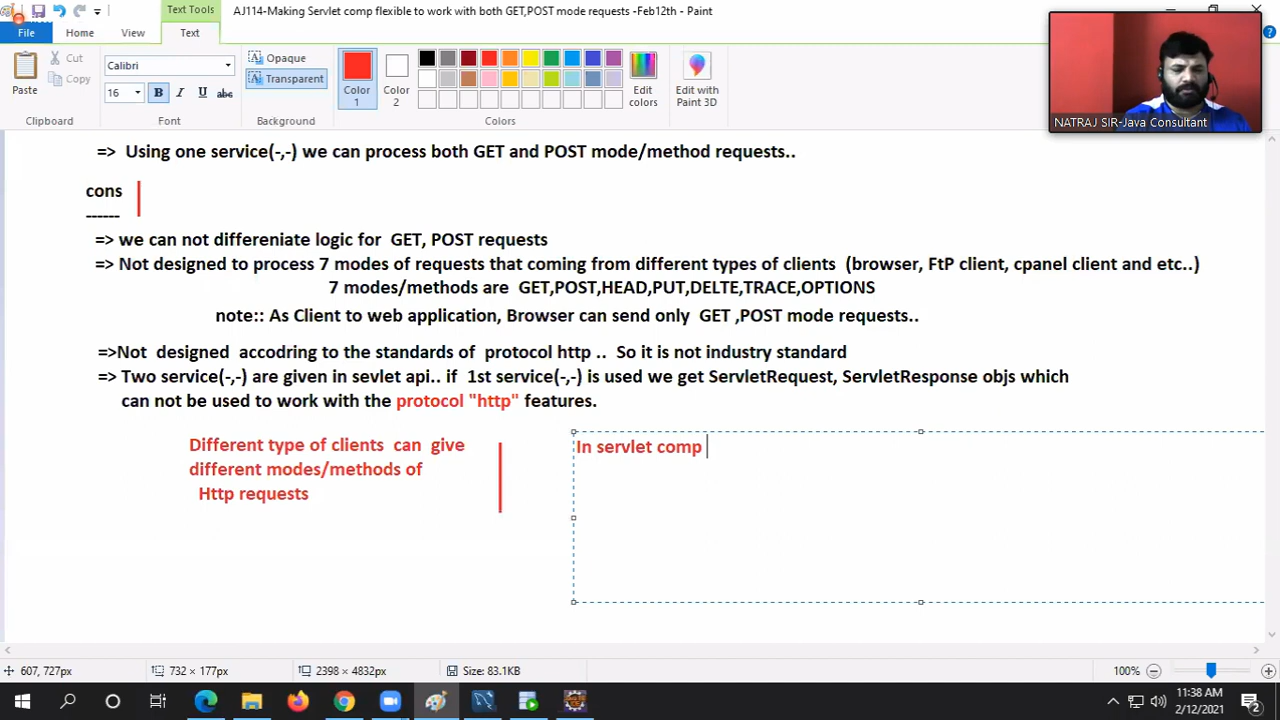 AJ114-Making Servlet comp flexible to work with both GET,POST mode requests -Feb12th - Paint
Text Tools
File
Home
View
Text
Paste
Cut
Copy
Clipboard
Calibri
16
B
I
U
abc
Font
Opaque
Transparent
Background
Color 1
Color 2
Edit colors
Colors
Edit with Paint 3D
NATRAJ SIR-Java Consultant
=> Using one service(-,-) we can process both GET and POST mode/method requests..
cons
------
=> we can not differeniate logic for GET, POST requests
=> Not designed to process 7 modes of requests that coming from different types of clients (browser, FtP client, cpanel client and etc..)
7 modes/methods are GET,POST,HEAD,PUT,DELTE,TRACE,OPTIONS
note:: As Client to web application, Browser can send only GET ,POST mode requests..
=>Not designed accodring to the standards of protocol http .. So it is not industry standard
=> Two service(-,-) are given in sevlet api.. if 1st service(-,-) is used we get ServletRequest, ServletResponse objs which
can not be used to work with the protocol "http" features.
Different type of clients can give
different modes/methods of
Http requests
In servlet comp
607, 727px
732 × 177px
2398 × 4832px
Size: 83.1KB
100%
11:38 AM
2/12/2021
2